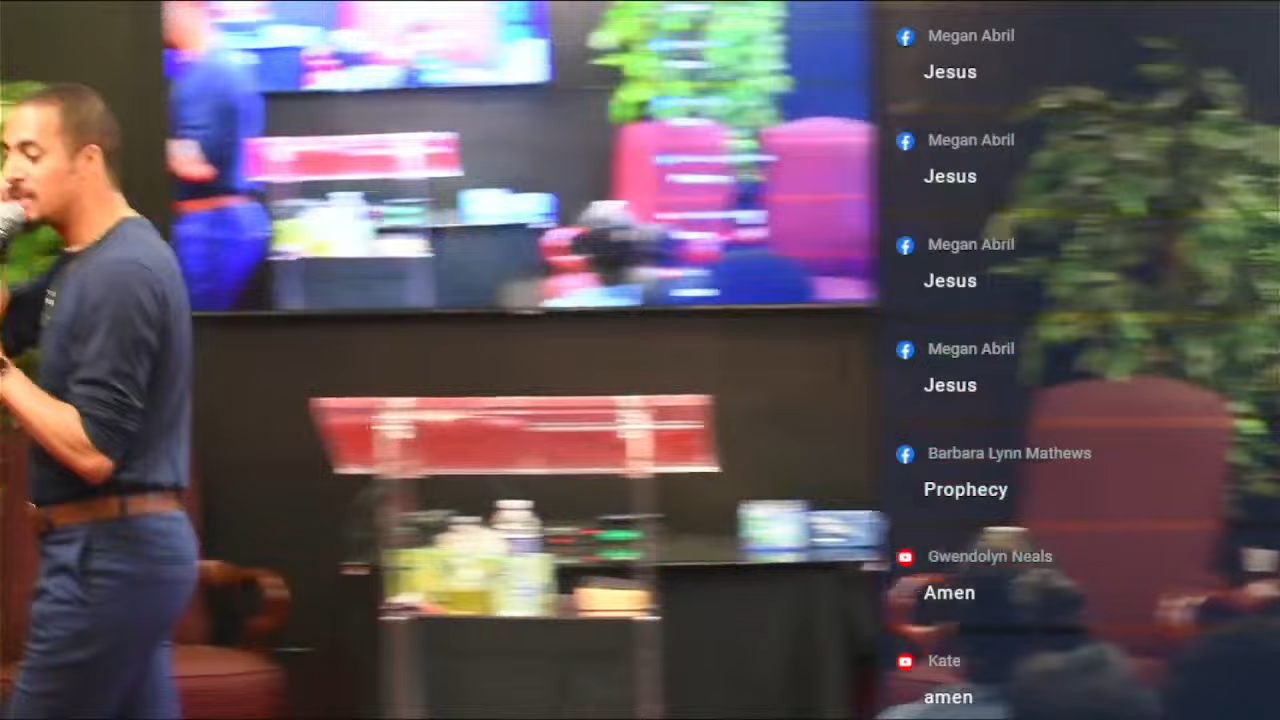 Megan Abril
Jesus
Megan Abril
Jesus
Megan Abril
Jesus
Megan Abril
Jesus
Barbara Lynn Mathews
Prophecy
Gwendolyn Neals
Amen
Kate
amen